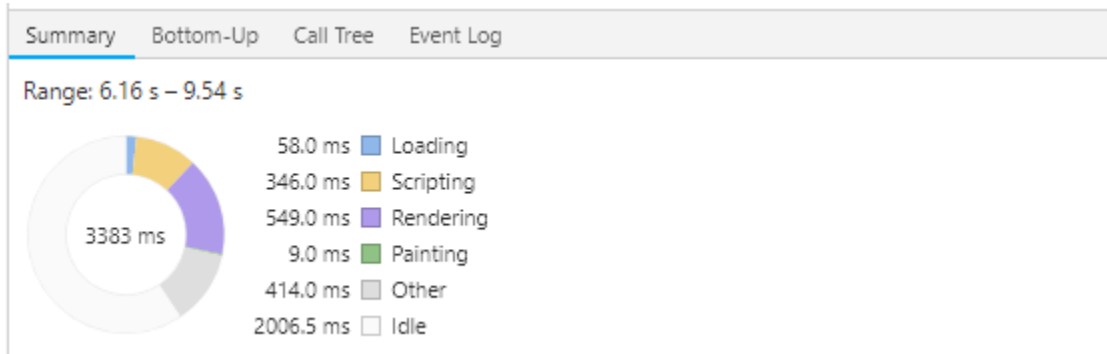 Summary Bottom-Up Call Tree Event Log
Range: 6.16 s – 9.54 s
58.0 ms Loading
346.0 ms Scripting
549.0 ms Rendering
3383 ms
9.0 ms Painting
414.0 ms Other
2006.5 ms Idle